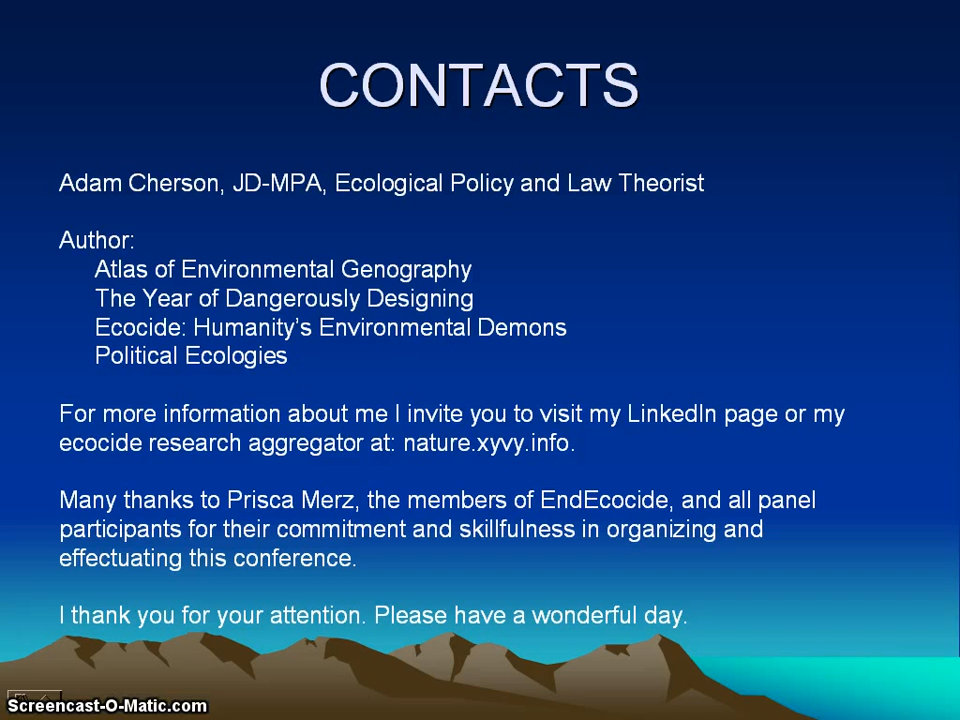 CONTACTS
Adam Cherson, JD-MPA, Ecological Policy and Law Theorist
Author:
Atlas of Environmental Genography
The Year of Dangerously Designing
Ecocide: Humanity's Environmental Demons
Political Ecologies
For more information about me I invite you to visit my LinkedIn page or my
ecocide research aggregator at: nature.xyvy.info.
Many thanks to Prisca Merz, the members of EndEcocide, and all panel
participants for their commitment and skillfulness in organizing and
effectuating this conference.
I thank you for your attention. Please have a wonderful day.
Screencast-O-Matic.com